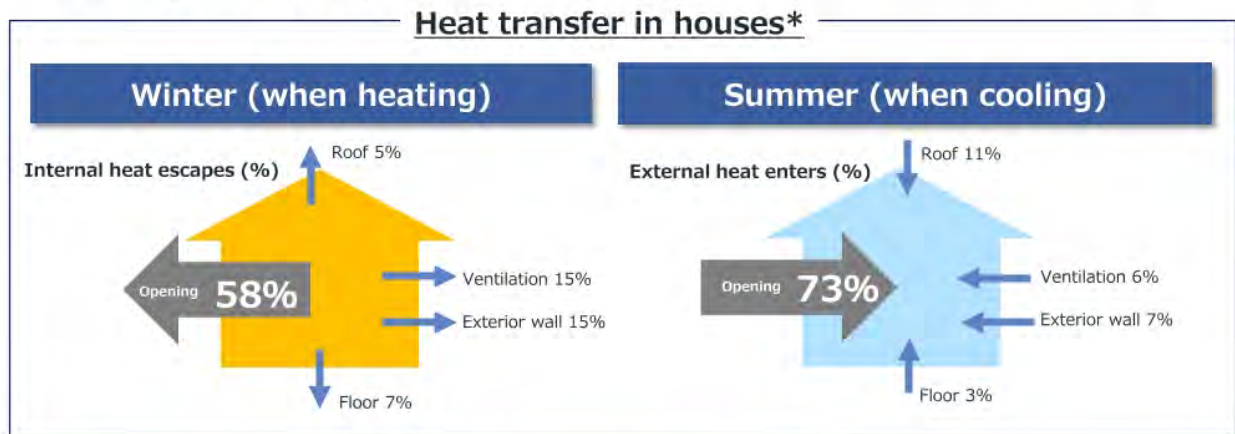 Heat transfer in houses*
Winter (when heating)
Internal heat escapes (%)
Roof 5%
Opening 58%
Ventilation 15%
Exterior wall 15%
Floor 7%
Summer (when cooling)
External heat enters (%)
Roof 11%
Opening 73%
Ventilation 6%
Exterior wall 7%
Floor 3%